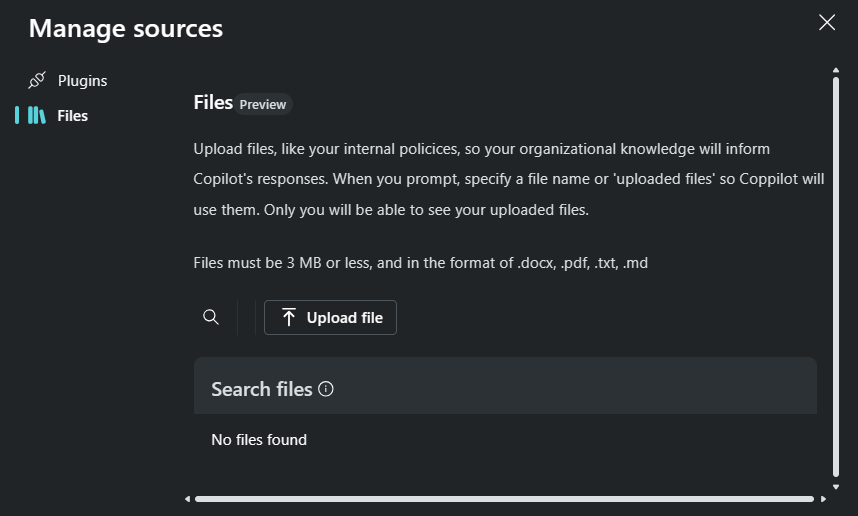 Manage sources
Plugins
Files
Files Preview
Upload files, like your internal policices, so your organizational knowledge will inform
Copilot's responses. When you prompt, specify a file name or 'uploaded files' so Coppilot will
use them. Only you will be able to see your uploaded files.
Files must be 3 MB or less, and in the format of .docx, .pdf, .txt, .md
Upload file
Search files
No files found